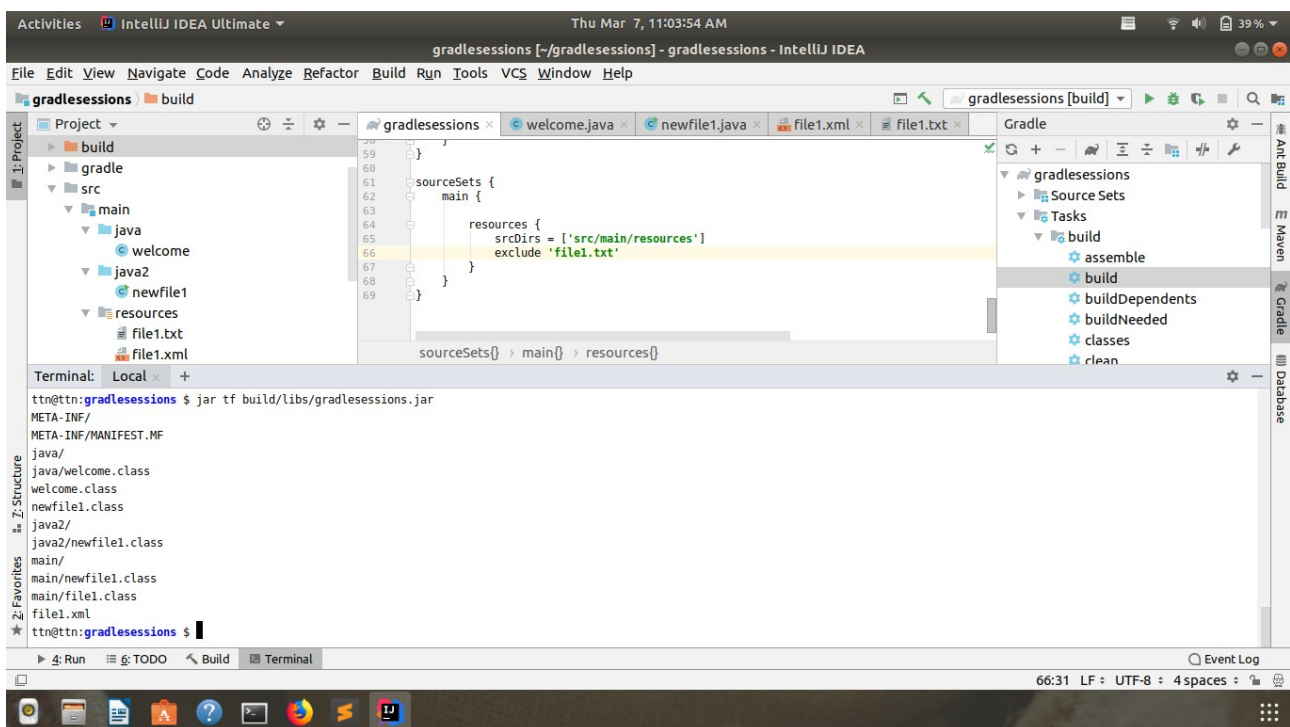 Activities IntelliJ IDEA Ultimate Thu Mar 7, 11:03:54 AM 39 %
gradlesessions [~/gradlesessions] - gradlesessions - IntelliJ IDEA
File Edit View Navigate Code Analyze Refactor Build Run Tools VCS Window Help
gradlesessions build gradlesessions [build]
Project gradlesessions welcome.java newfile1.java file1.xml file1.txt Gradle
1: Project
build
gradle
src
main
java
welcome
java2
newfile1
resources
file1.txt
file1.xml
59 }
60
61 sourceSets {
62 main {
63
64 resources {
65 srcDirs = ['src/main/resources']
66 exclude 'file1.txt'
67 }
68 }
69 }
sourceSets{} › main{} › resources{}
gradlesessions
Source Sets
Tasks
build
assemble
build
buildDependents
buildNeeded
classes
clean
Ant Build
m Maven
Gradle
Database
Terminal: Local +
ttn@ttn:gradlesessions $ jar tf build/libs/gradlesessions.jar
META-INF/
META-INF/MANIFEST.MF
java/
java/welcome.class
welcome.class
newfile1.class
java2/
java2/newfile1.class
main/
main/newfile1.class
main/file1.class
file1.xml
ttn@ttn:gradlesessions $
7: Structure
2: Favorites
4: Run 6: TODO Build Terminal Event Log
66:31 LF UTF-8 4 spaces